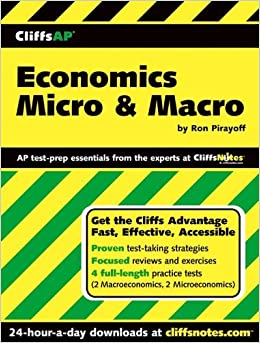 CliffsAP®
Economics
Micro & Macro
by Ron Pirayoff
AP test-prep essentials from the experts at CliffsNotes®
Get the Cliffs Advantage
Fast, Effective, Accessible
Proven test-taking strategies
Focused reviews and exercises
4 full-length practice tests
(2 Macroeconomics, 2 Microeconomics)
24-hour-a-day downloads at cliffsnotes.com